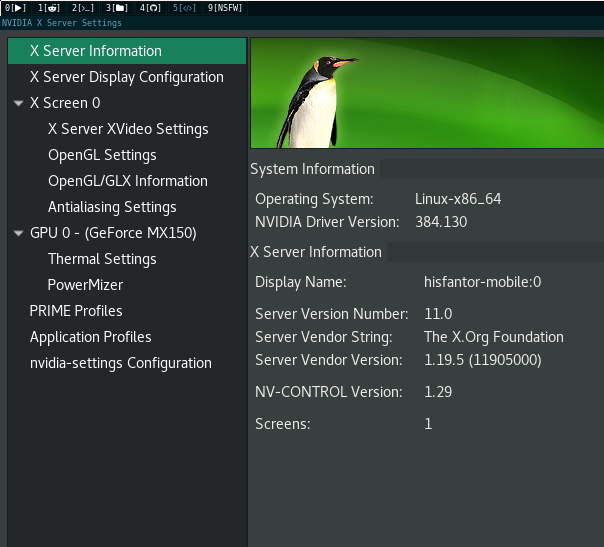 0[▶] 1[] 2[>_] 3[] 4[] 5[</>] 9[NSFW]
NVIDIA X Server Settings
X Server Information
X Server Display Configuration
X Screen 0
X Server XVideo Settings
OpenGL Settings
OpenGL/GLX Information
Antialiasing Settings
GPU 0 - (GeForce MX150)
Thermal Settings
PowerMizer
PRIME Profiles
Application Profiles
nvidia-settings Configuration
System Information
Operating System: Linux-x86_64
NVIDIA Driver Version: 384.130
X Server Information
Display Name: hisfantor-mobile:0
Server Version Number: 11.0
Server Vendor String: The X.Org Foundation
Server Vendor Version: 1.19.5 (11905000)
NV-CONTROL Version: 1.29
Screens: 1